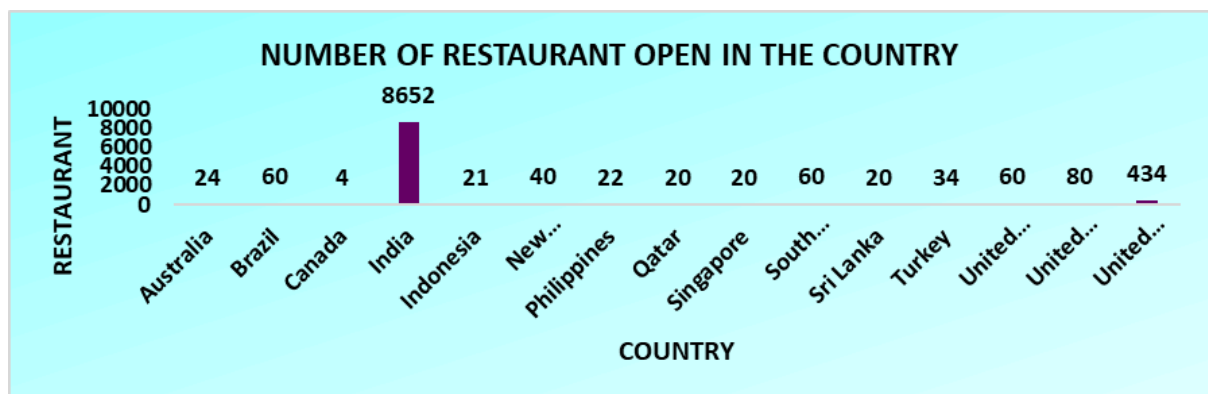 NUMBER OF RESTAURANT OPEN IN THE COUNTRY
RESTAURANT
10000
8000
6000
4000
2000
0
24 60 4 8652 21 40 22 20 20 60 20 34 60 80 434
Australia
Brazil
Canada
India
Indonesia
New...
Philippines
Qatar
Singapore
South...
Sri Lanka
Turkey
United...
United...
United...
COUNTRY